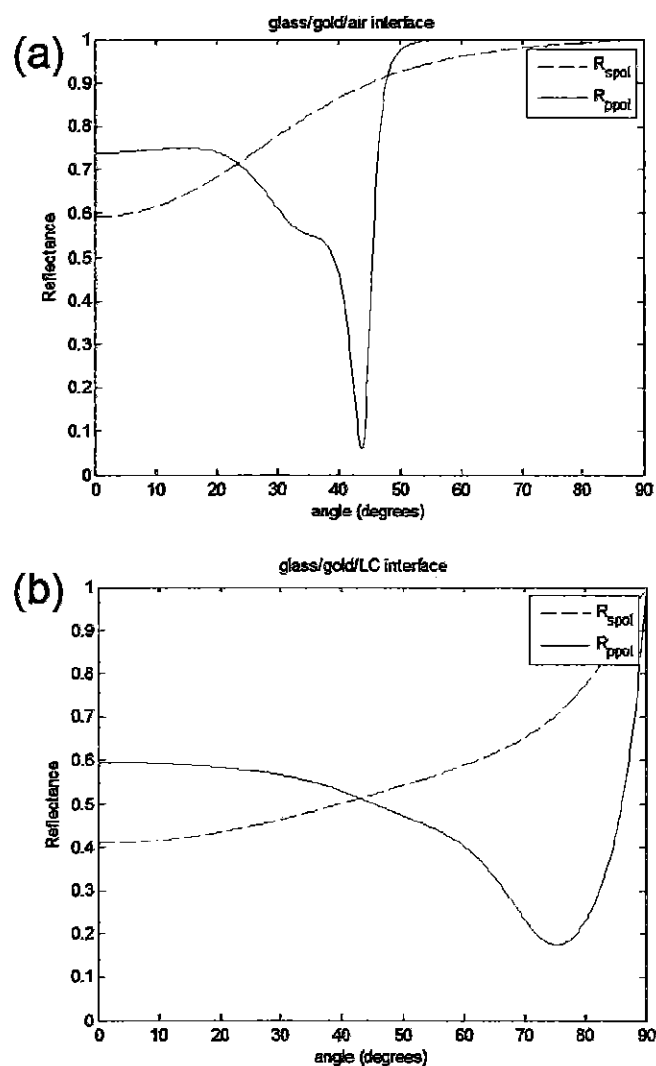 (a)
glass/gold/air interface
1
0.9
0.8
0.7
0.6
0.5
0.4
0.3
0.2
0.1
0
Reflectance
R_spol
R_ppol
0 10 20 30 40 50 60 70 80 90
angle (degrees)
(b)
glass/gold/LC interface
1
0.9
0.8
0.7
0.6
0.5
0.4
0.3
0.2
0.1
0
Reflectance
R_spol
R_ppol
0 10 20 30 40 50 60 70 80 90
angle (degrees)